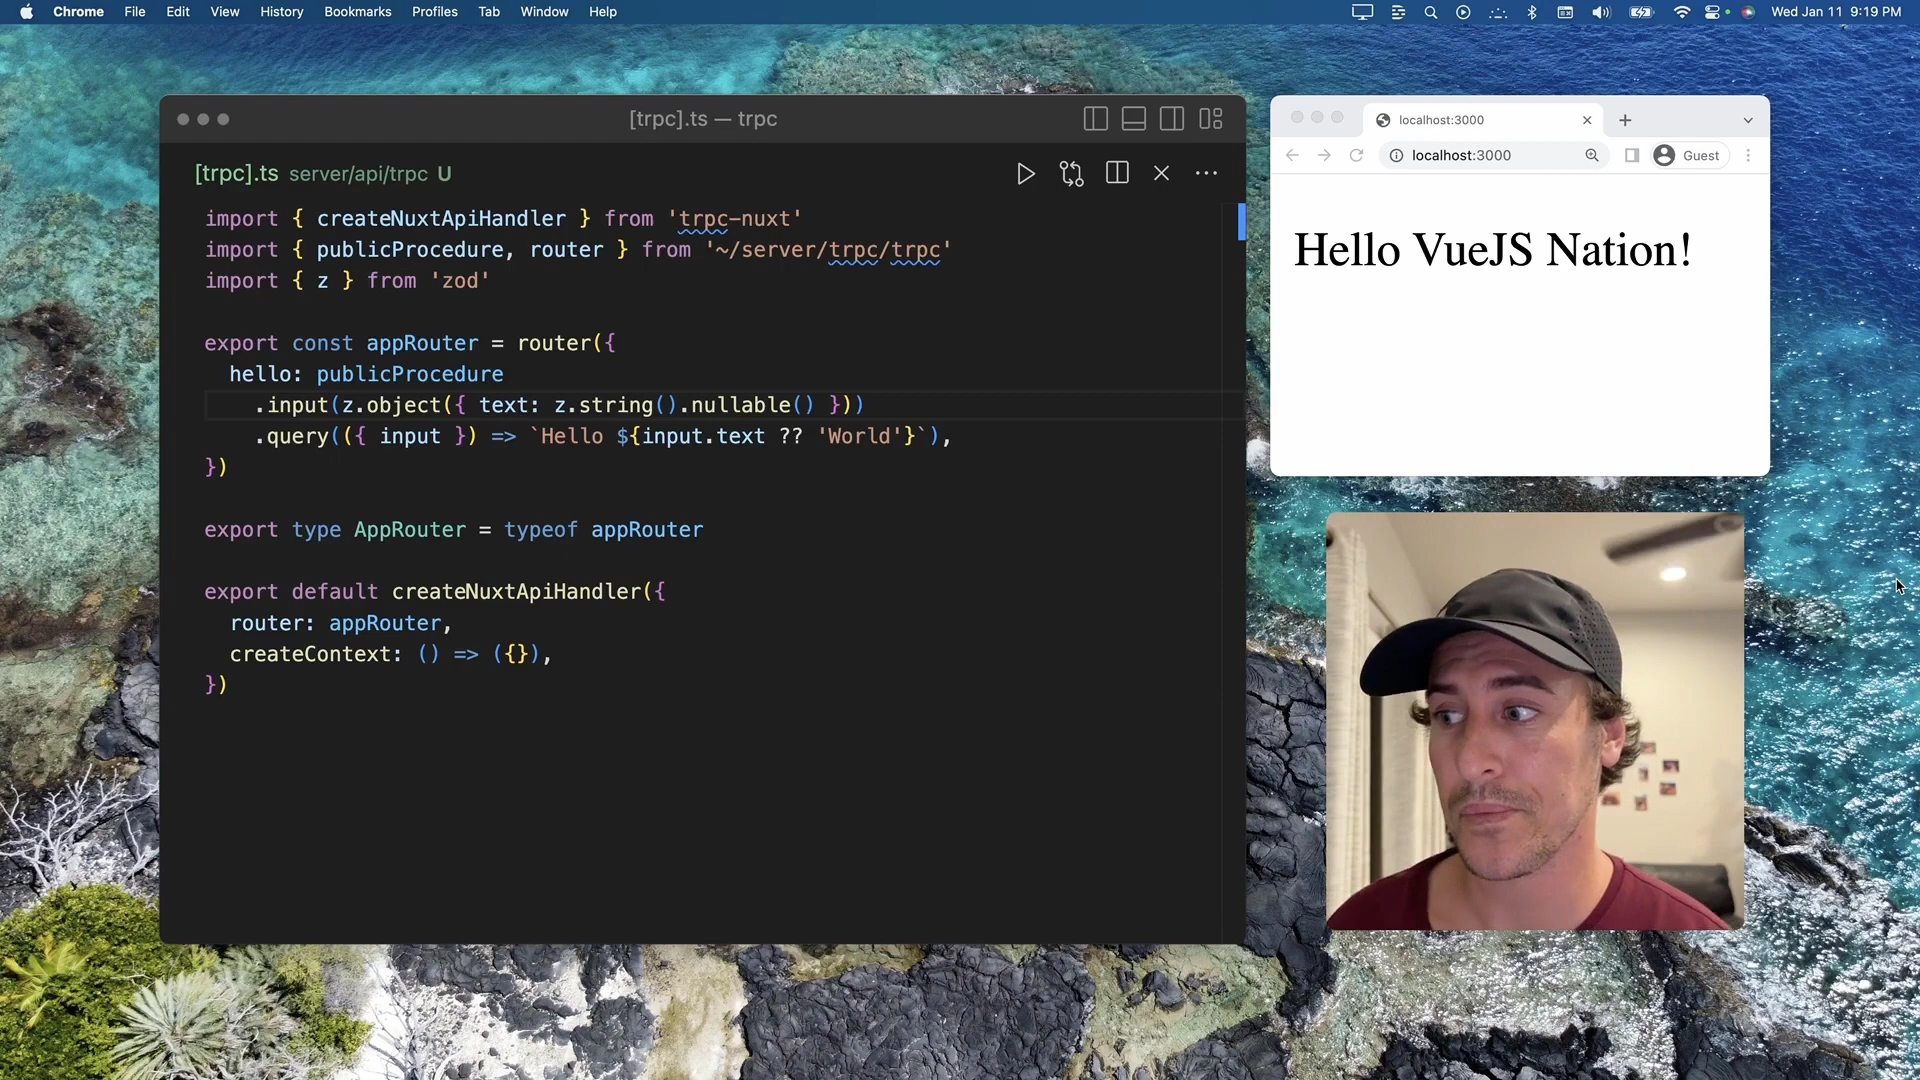 Chrome File Edit View History Bookmarks Profiles Tab Window Help Wed Jan 11 9:19 PM
[trpc].ts — trpc
[trpc].ts server/api/trpc U
import { createNuxtApiHandler } from 'trpc-nuxt'
import { publicProcedure, router } from '~/server/trpc/trpc'
import { z } from 'zod'
export const appRouter = router({
hello: publicProcedure
.input(z.object({ text: z.string().nullable() }))
.query(({ input }) => `Hello ${input.text ?? 'World'}`),
})
export type AppRouter = typeof appRouter
export default createNuxtApiHandler({
router: appRouter,
createContext: () => ({}),
})
localhost:3000
localhost:3000 Guest
Hello VueJS Nation!